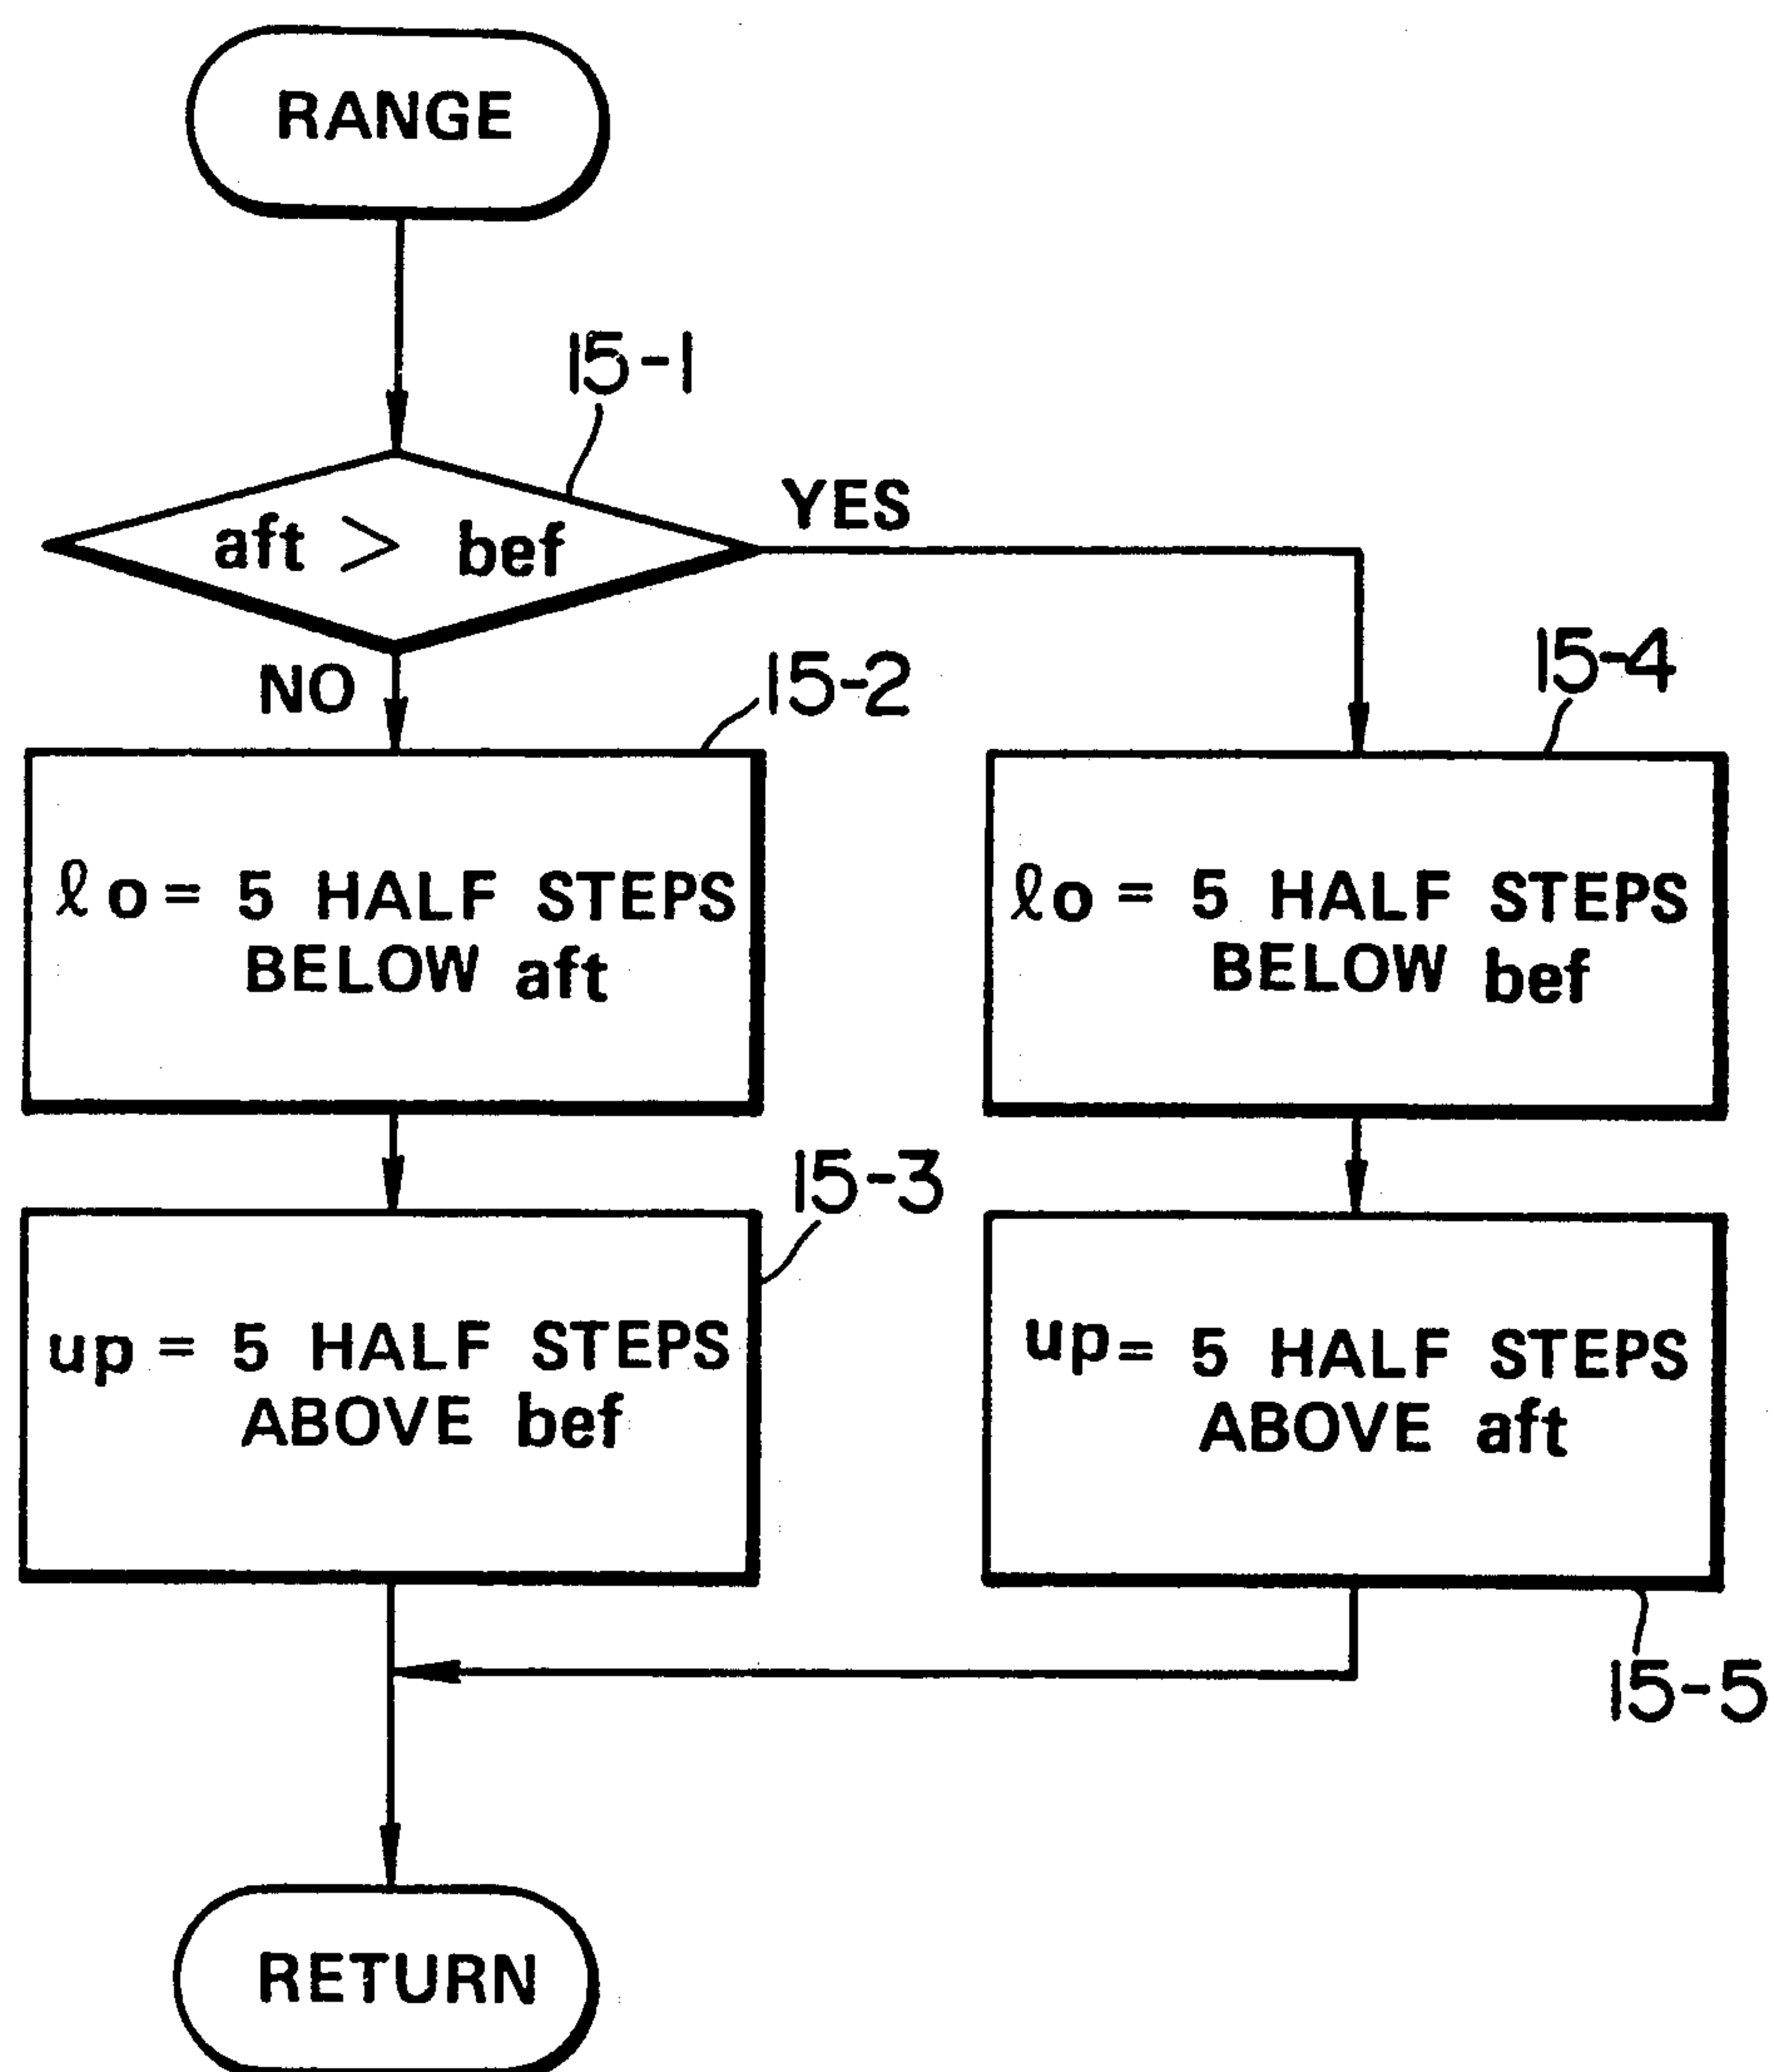 RANGE
15-1
aft > bef
YES
NO
15-2
15-4
ℓo = 5 HALF STEPS
BELOW aft
ℓo = 5 HALF STEPS
BELOW bef
15-3
up = 5 HALF STEPS
ABOVE bef
up = 5 HALF STEPS
ABOVE aft
15-5
RETURN